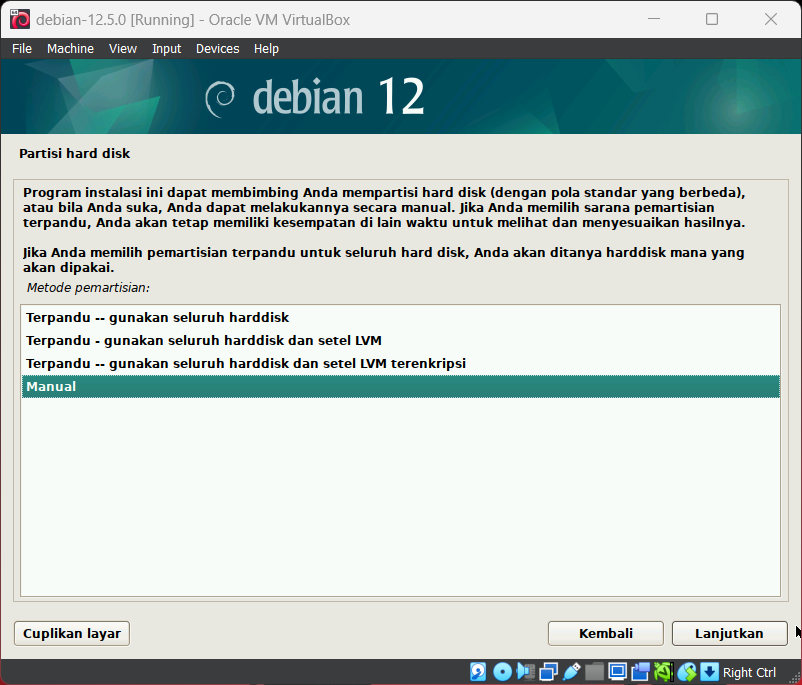 debian-12.5.0 [Running] - Oracle VM VirtualBox
File Machine View Input Devices Help
debian 12
Partisi hard disk
Program instalasi ini dapat membimbing Anda mempartisi hard disk (dengan pola standar yang berbeda),
atau bila Anda suka, Anda dapat melakukannya secara manual. Jika Anda memilih sarana pemartisian
terpandu, Anda akan tetap memiliki kesempatan di lain waktu untuk melihat dan menyesuaikan hasilnya.
Jika Anda memilih pemartisian terpandu untuk seluruh hard disk, Anda akan ditanya harddisk mana yang
akan dipakai.
Metode pemartisian:
Terpandu -- gunakan seluruh harddisk
Terpandu - gunakan seluruh harddisk dan setel LVM
Terpandu -- gunakan seluruh harddisk dan setel LVM terenkripsi
Manual
Cuplikan layar Kembali Lanjutkan
Right Ctrl